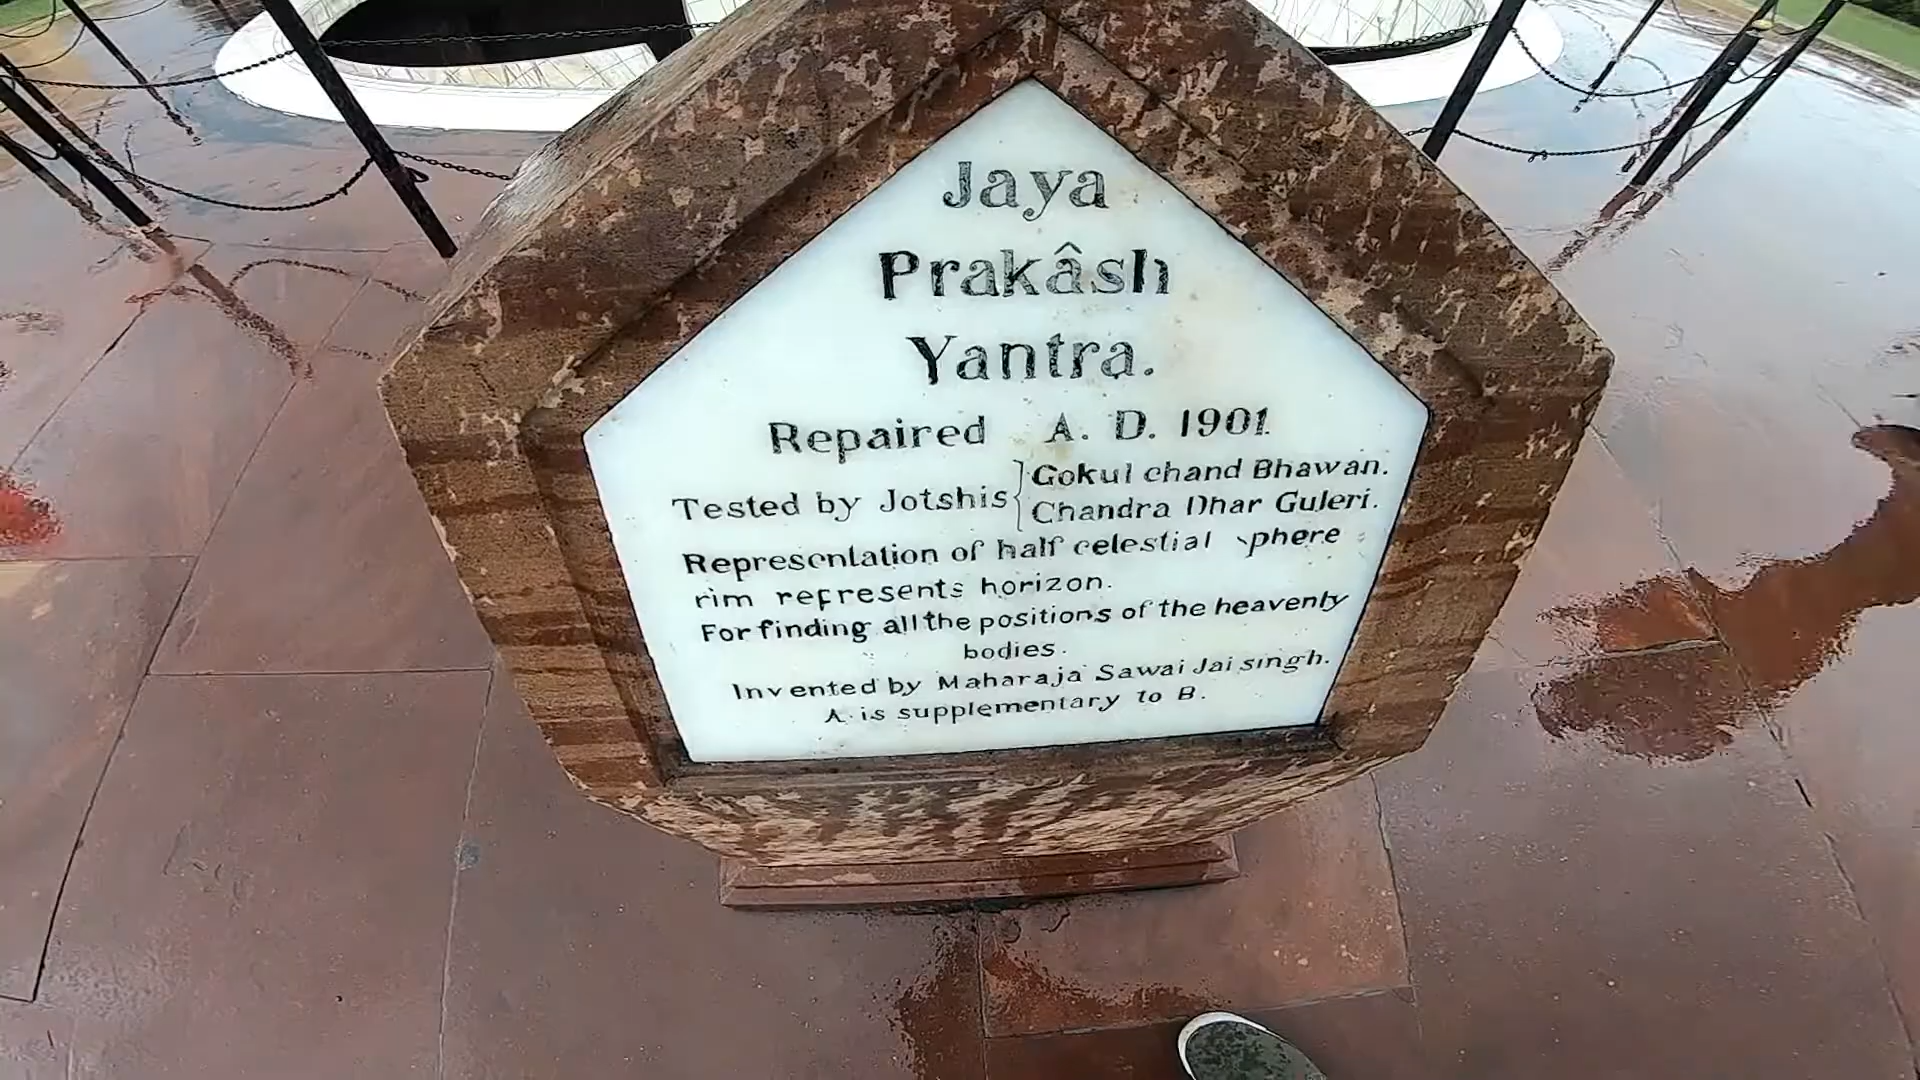 Jaya
Prakâsh
Yantra.
Repaired A. D. 1901.
Tested by Jotshis { Gokul chand Bhawan.
Chandra Dhar Guleri.
Representation of half celestial sphere
rim represents horizon.
For finding all the positions of the heavenly
bodies.
Invented by Maharaja Sawai Jai singh.
A. is supplementary to B.